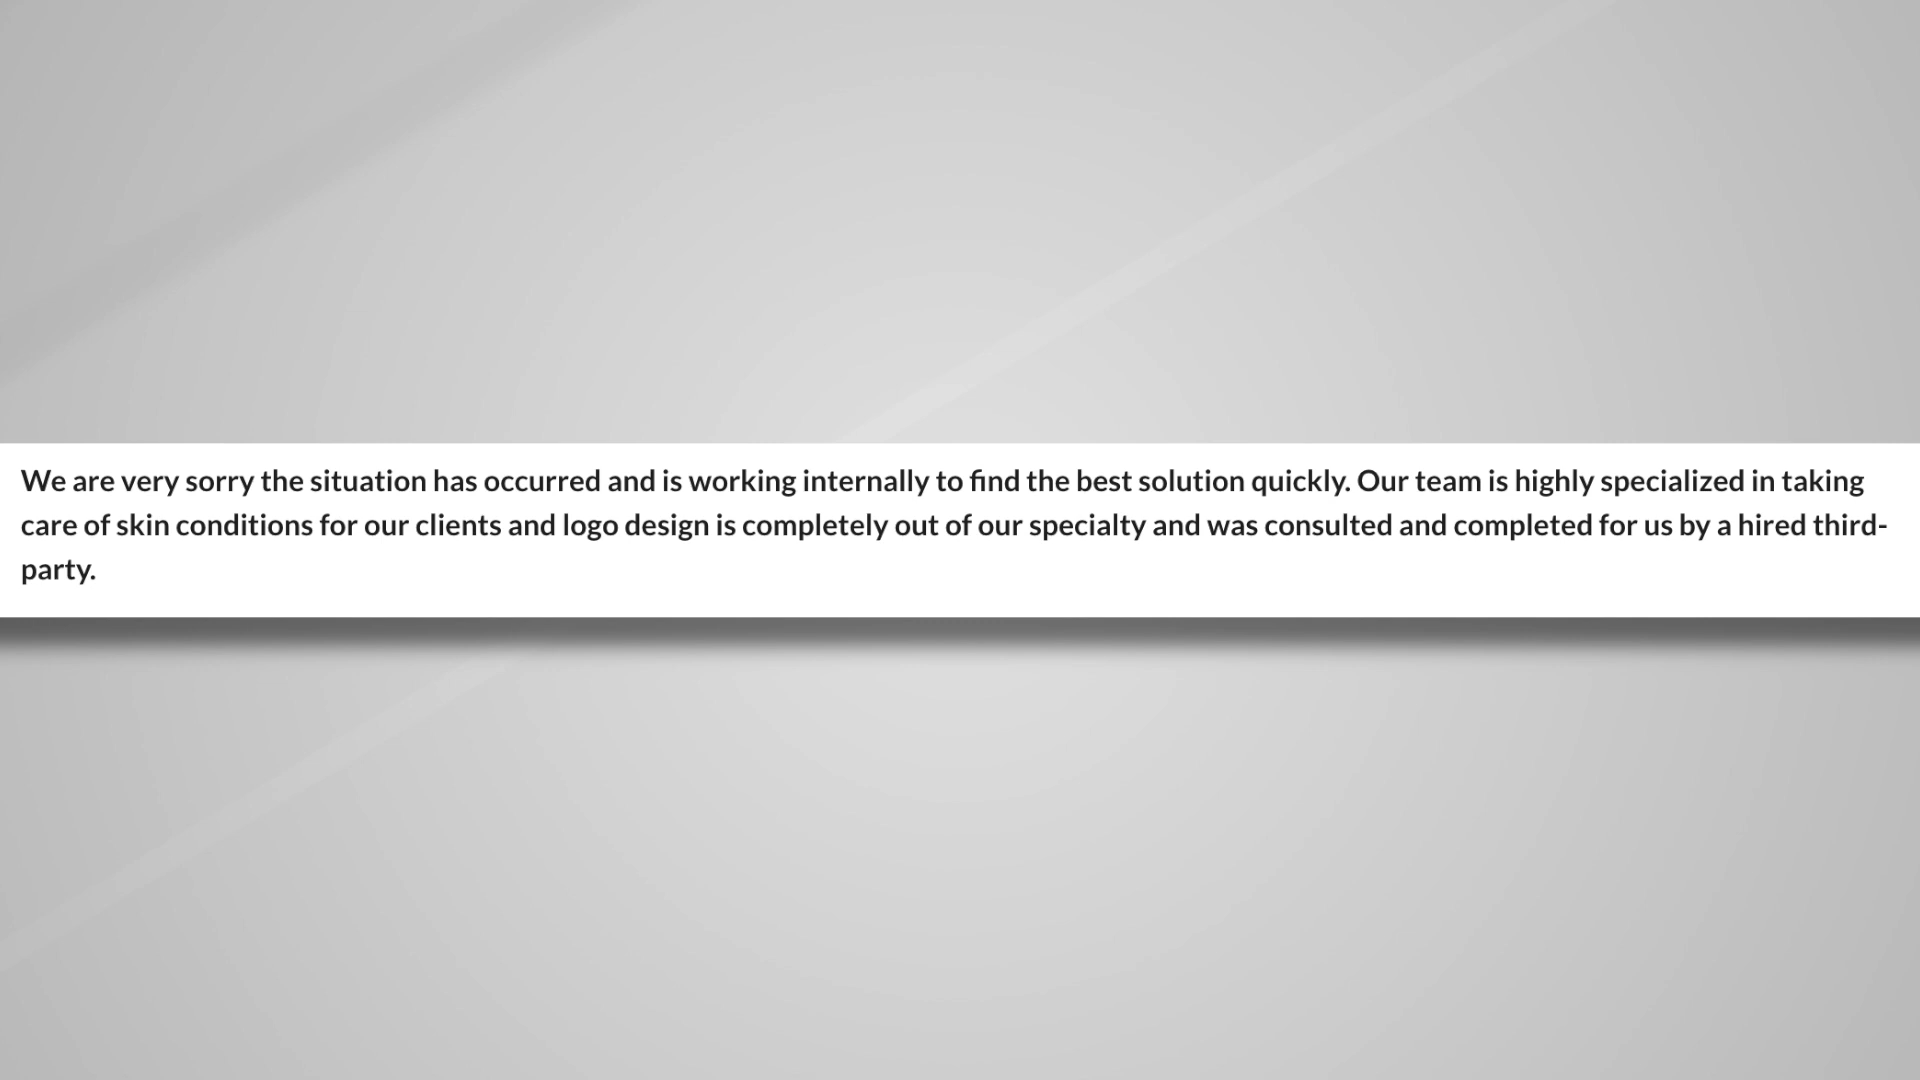 We are very sorry the situation has occurred and is working internally to find the best solution quickly. Our team is highly specialized in taking
care of skin conditions for our clients and logo design is completely out of our specialty and was consulted and completed for us by a hired third-
party.